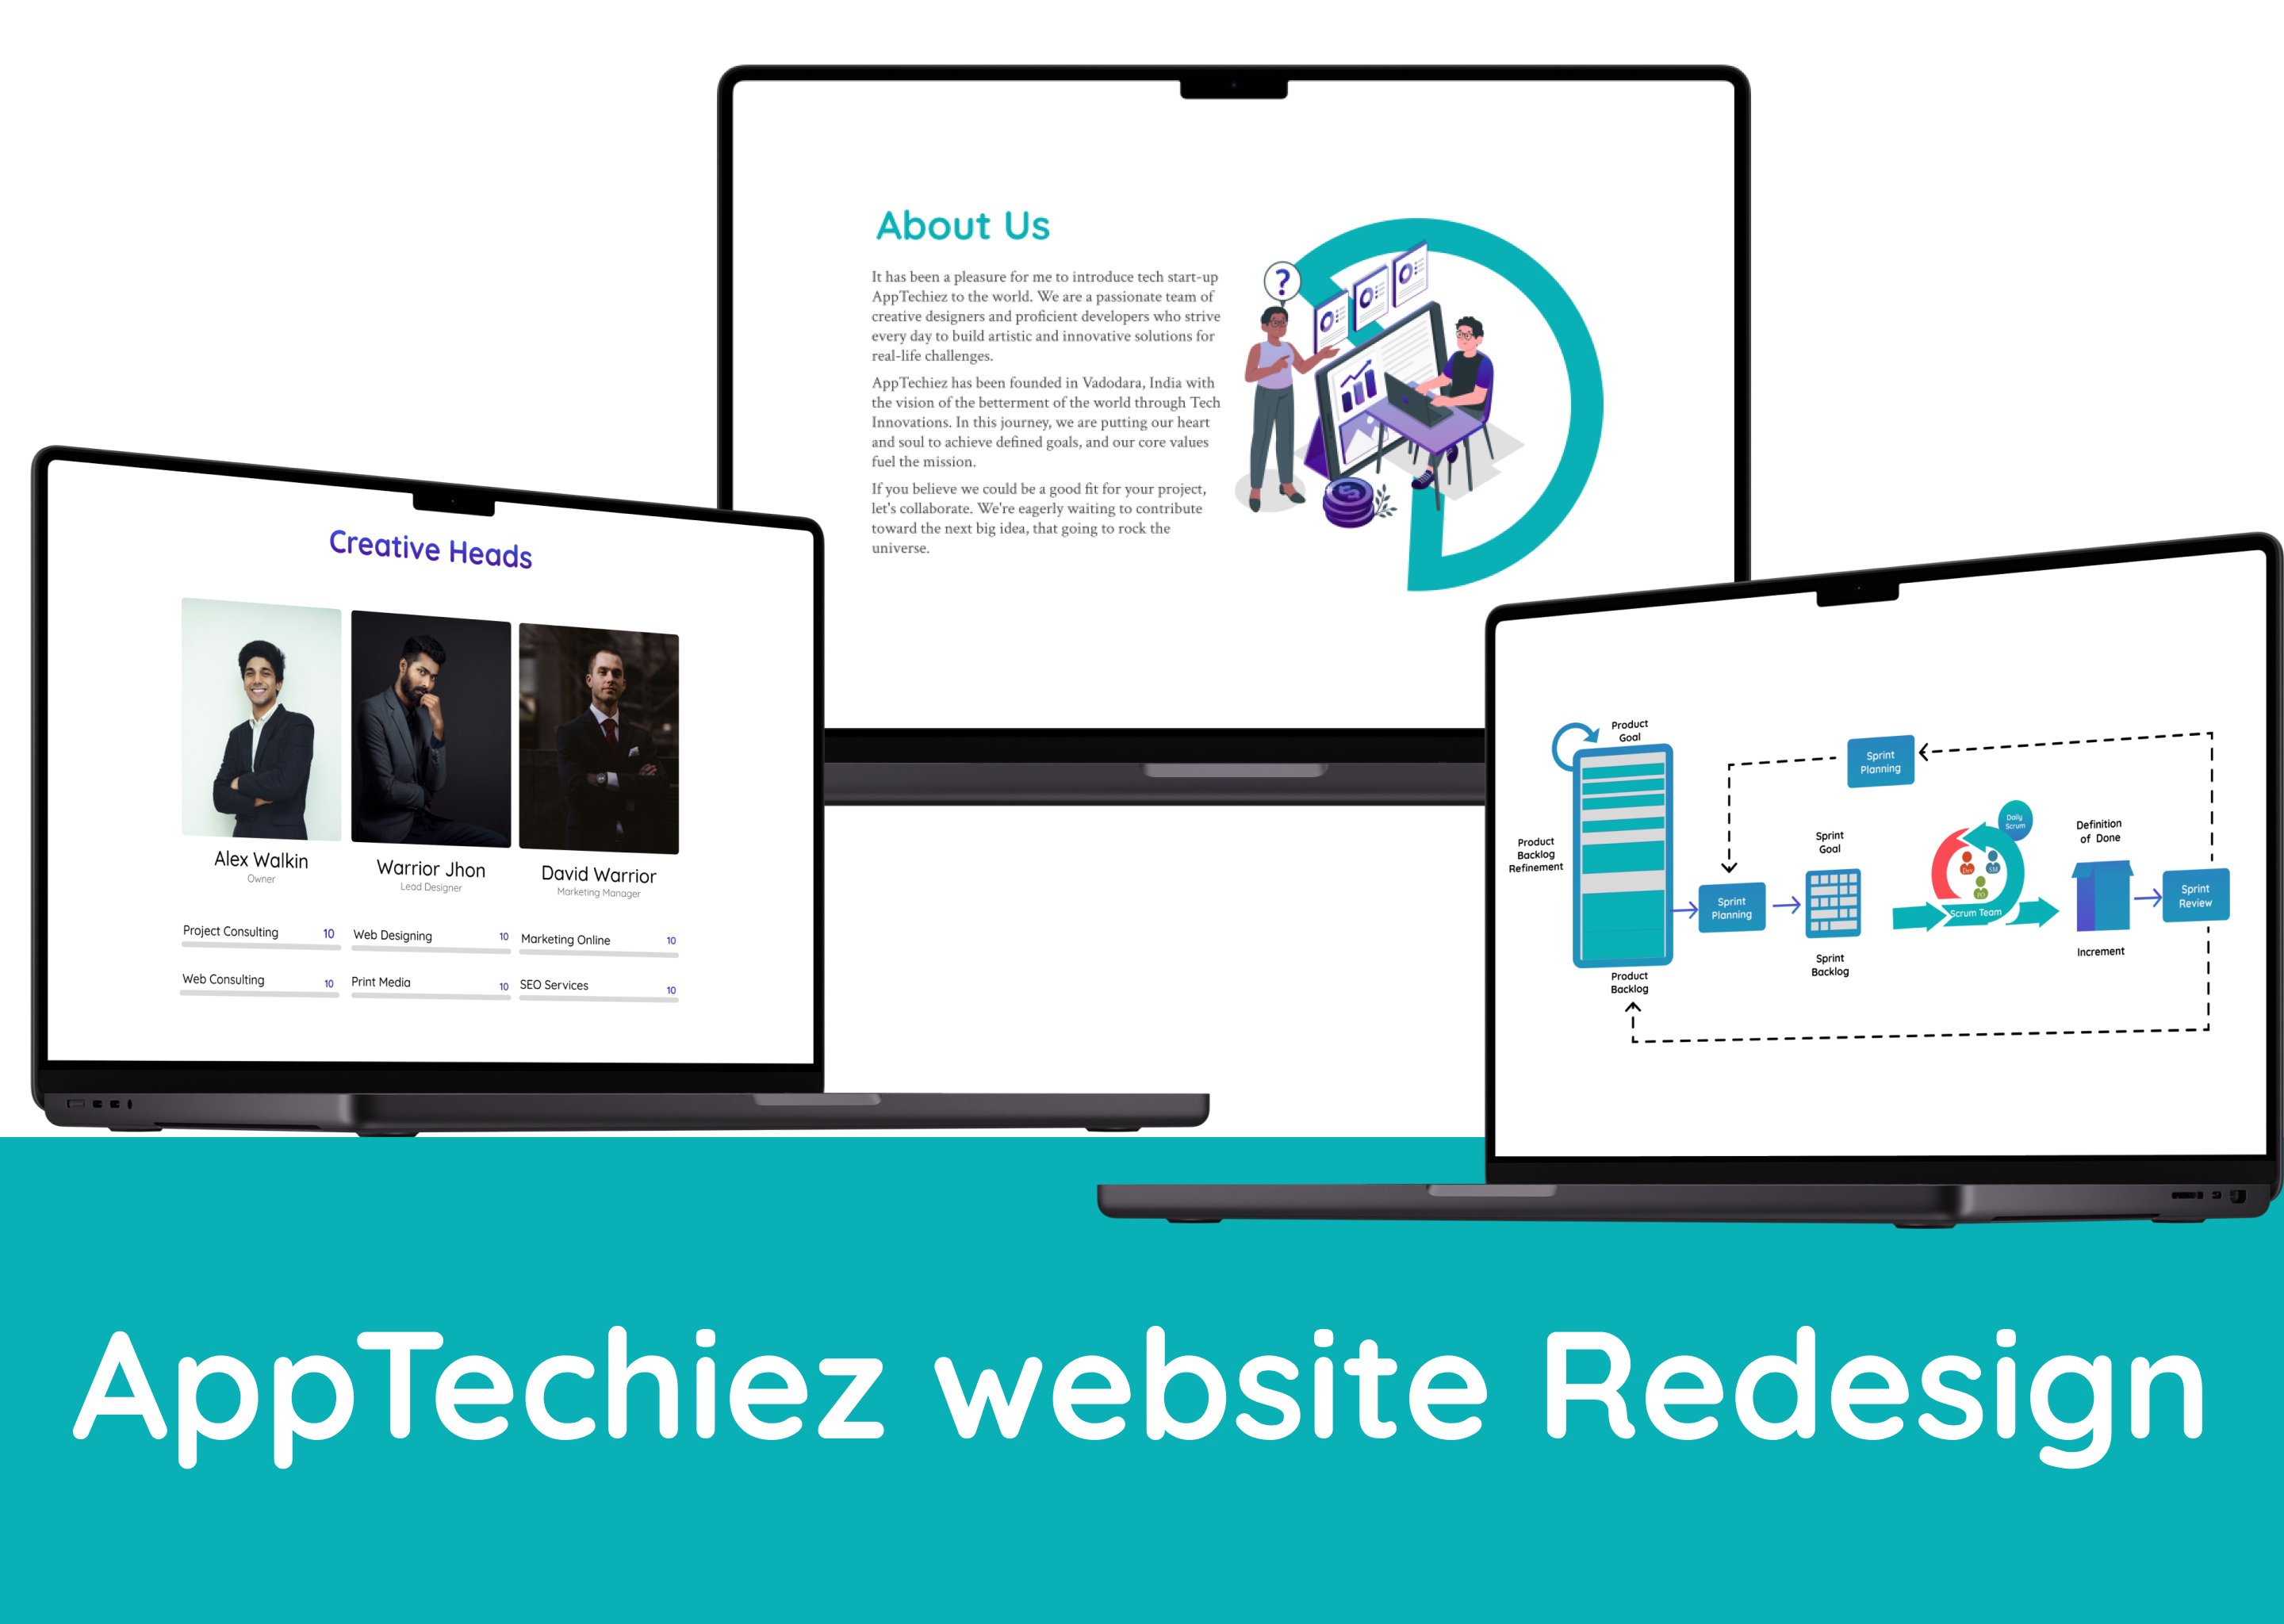 About Us
It has been a pleasure for me to introduce tech start-up
AppTechiez to the world. We are a passionate team of
creative designers and proficient developers who strive
every day to build artistic and innovative solutions for
real-life challenges.
AppTechiez has been founded in Vadodara, India with
the vision of the betterment of the world through Tech
Innovations. In this journey, we are putting our heart
and soul to achieve defined goals, and our core values
fuel the mission.
If you believe we could be a good fit for your project,
let's collaborate. We're eagerly waiting to contribute
toward the next big idea, that going to rock the
universe.
?
Creative Heads
Alex Walkin
Owner
Warrior Jhon
Lead Designer
David Warrior
Marketing Manager
Project Consulting 10
Web Designing 10
Marketing Online 10
Web Consulting 10
Print Media 10
SEO Services 10
Product
Goal
Product
Backlog
Refinement
Product
Backlog
Sprint
Planning
Sprint
Planning
Sprint
Goal
Sprint
Backlog
Daily
Scrum
Dev
SM
PO
Scrum Team
Definition
of Done
Increment
Sprint
Review
AppTechiez website Redesign